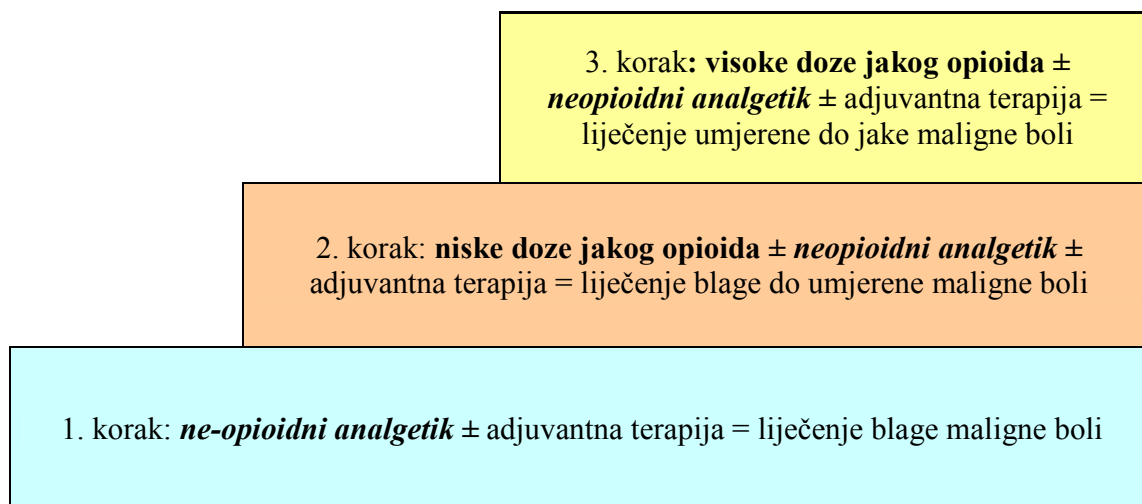 3. korak: visoke doze jakog opioida ±
neopioidni analgetik ± adjuvantna terapija =
liječenje umjerene do jake maligne boli
2. korak: niske doze jakog opioida ± neopioidni analgetik ±
adjuvantna terapija = liječenje blage do umjerene maligne boli
1. korak: ne-opioidni analgetik ± adjuvantna terapija = liječenje blage maligne boli